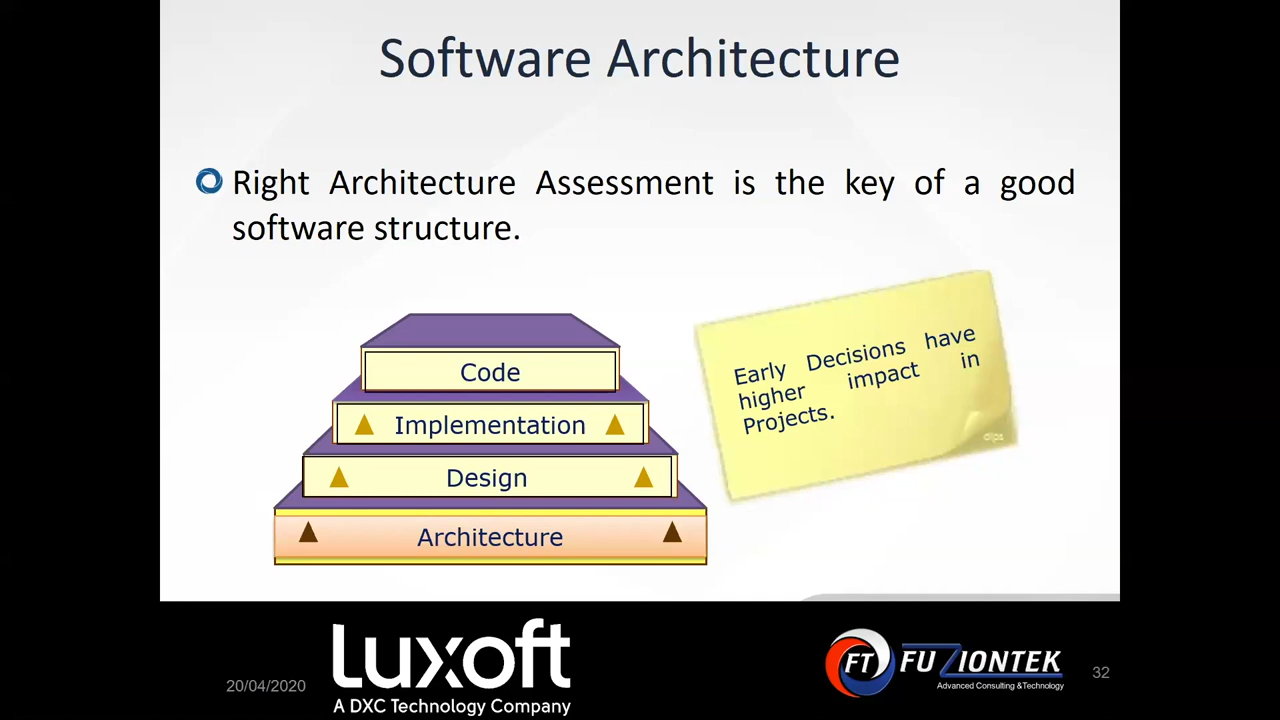 Software Architecture
Right Architecture Assessment is the key of a good
software structure.
Code
Implementation
Design
Architecture
Early Decisions have
higher impact in
Projects.
clips
20/04/2020
Luxoft
A DXC Technology Company
FT FUZIONTEK
Advanced Consulting &Technology
32